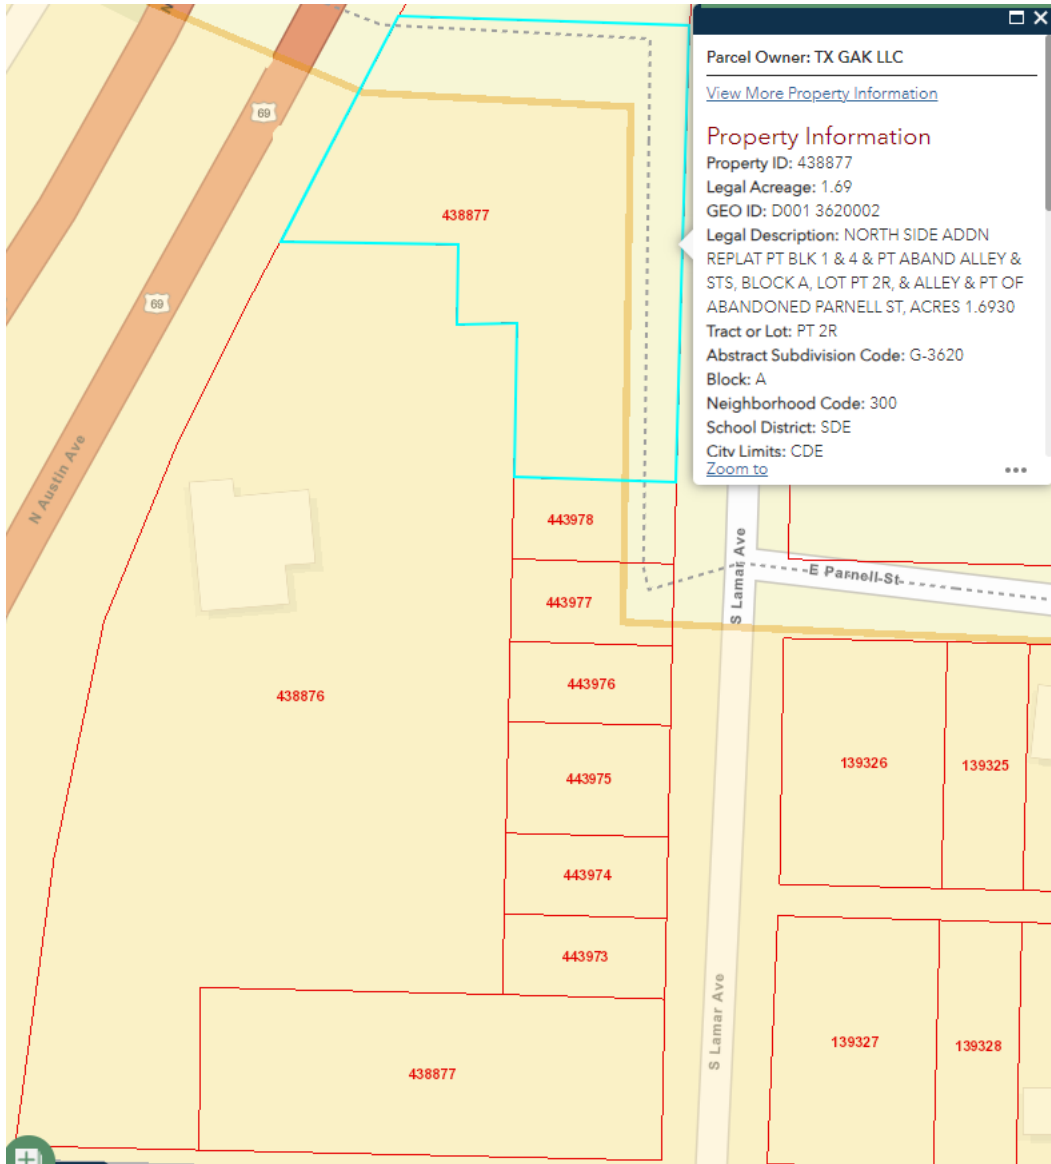 N
69
69
N Austin Ave
438877
443978
443977
443976
443975
443974
443973
438876
438877
S Lamar Ave
E Parnell St
139326
139325
S Lamar Ave
139327
139328
Parcel Owner: TX GAK LLC
View More Property Information
Property Information
Property ID: 438877
Legal Acreage: 1.69
GEO ID: D001 3620002
Legal Description: NORTH SIDE ADDN
REPLAT PT BLK 1 & 4 & PT ABAND ALLEY &
STS, BLOCK A, LOT PT 2R, & ALLEY & PT OF
ABANDONED PARNELL ST, ACRES 1.6930
Tract or Lot: PT 2R
Abstract Subdivision Code: G-3620
Block: A
Neighborhood Code: 300
School District: SDE
City Limits: CDE
Zoom to